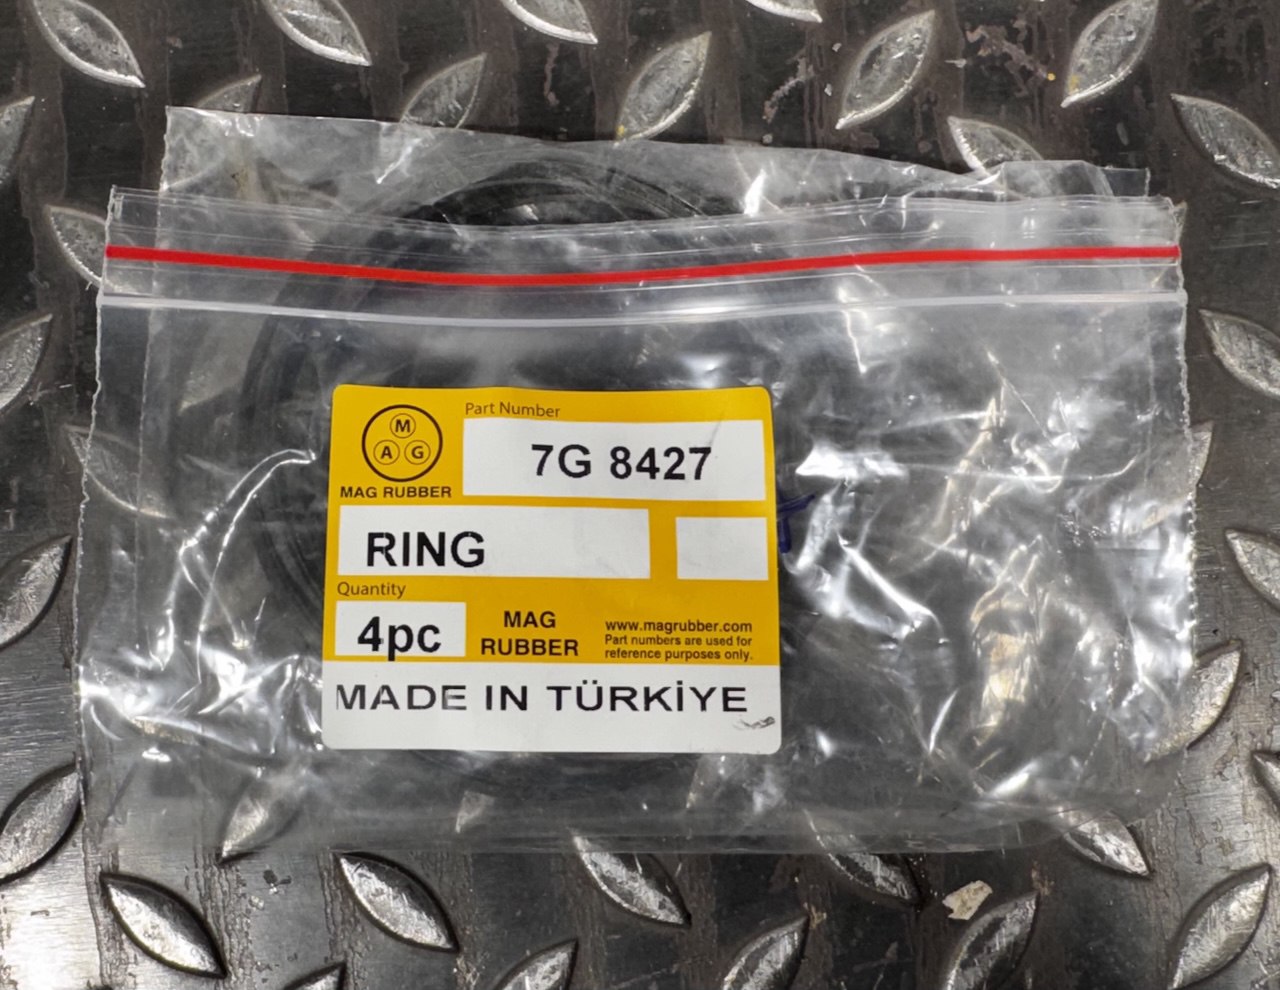 Part Number
M
A G
MAG RUBBER
7G 8427
RING
Quantity
4pc
MAG
RUBBER
www.magrubber.com
Part numbers are used for
reference purposes only.
MADE IN TÜRKİYE